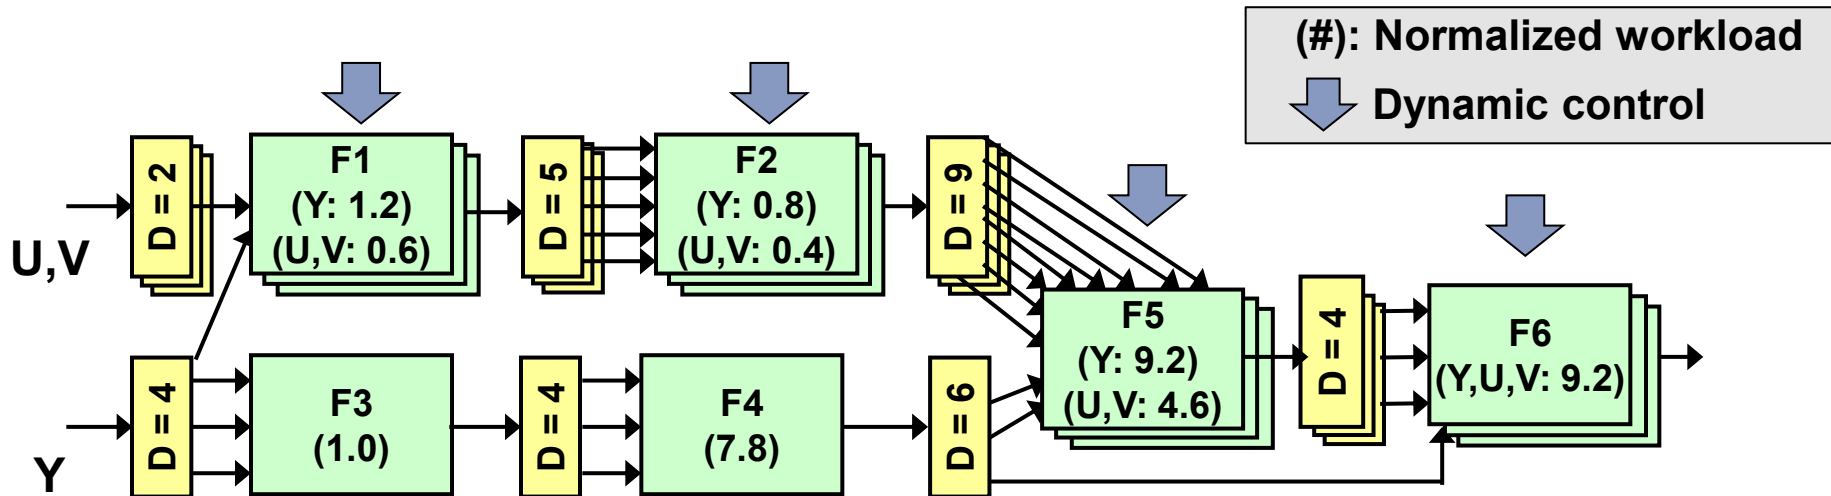 (#): Normalized workload
Dynamic control
U,V
D = 2
F1
(Y: 1.2)
(U,V: 0.6)
D = 5
F2
(Y: 0.8)
(U,V: 0.4)
D = 9
Y
D = 4
F3
(1.0)
D = 4
F4
(7.8)
D = 6
F5
(Y: 9.2)
(U,V: 4.6)
D = 4
F6
(Y,U,V: 9.2)